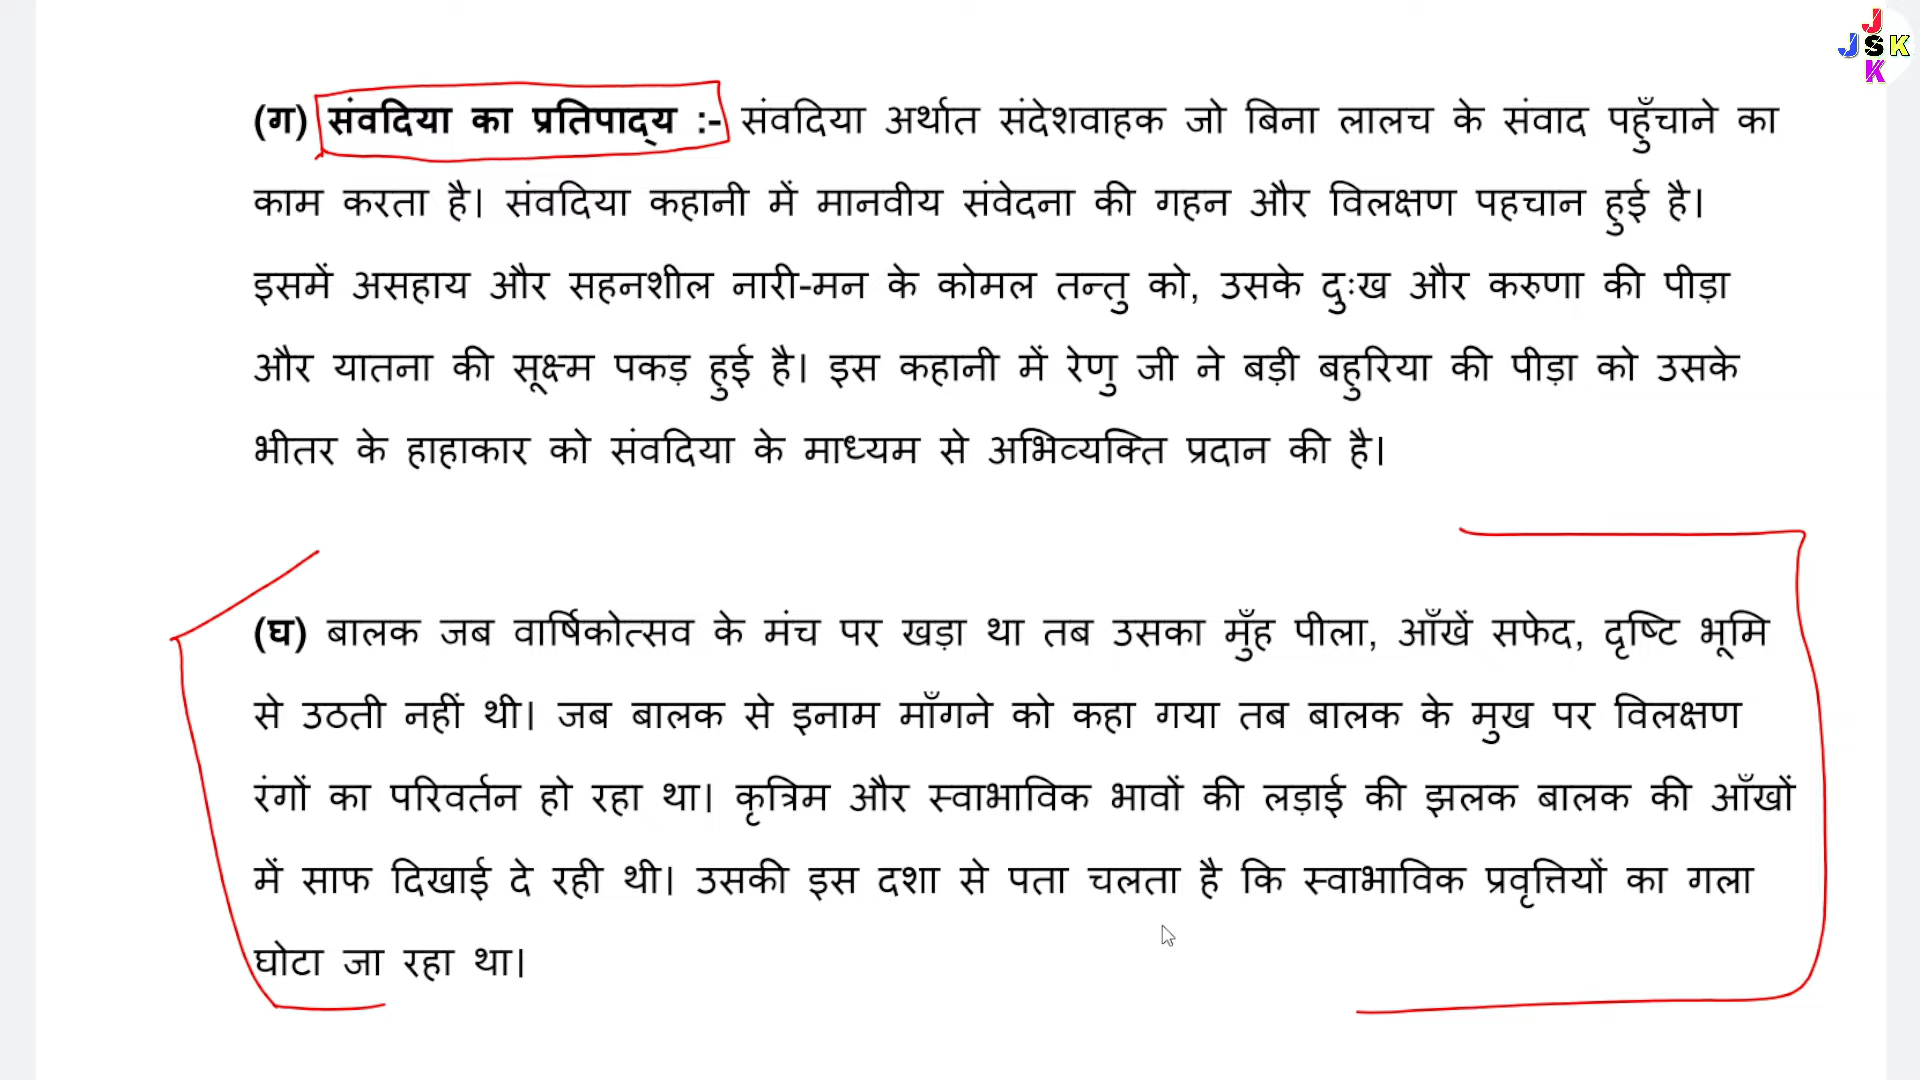 J
JSK
K
(ग) संवदिया का प्रतिपाद्य :- संवदिया अर्थात संदेशवाहक जो बिना लालच के संवाद पहुँचाने का
काम करता है। संवदिया कहानी में मानवीय संवेदना की गहन और विलक्षण पहचान हुई है।
इसमें असहाय और सहनशील नारी-मन के कोमल तन्तु को, उसके दुःख और करुणा की पीड़ा
और यातना की सूक्ष्म पकड़ हुई है। इस कहानी में रेणु जी ने बड़ी बहुरिया की पीड़ा को उसके
भीतर के हाहाकार को संवदिया के माध्यम से अभिव्यक्ति प्रदान की है।
(घ) बालक जब वार्षिकोत्सव के मंच पर खड़ा था तब उसका मुँह पीला, आँखें सफेद, दृष्टि भूमि
से उठती नहीं थी। जब बालक से इनाम माँगने को कहा गया तब बालक के मुख पर विलक्षण
रंगों का परिवर्तन हो रहा था। कृत्रिम और स्वाभाविक भावों की लड़ाई की झलक बालक की आँखों
में साफ दिखाई दे रही थी। उसकी इस दशा से पता चलता है कि स्वाभाविक प्रवृत्तियों का गला
घोटा जा रहा था।